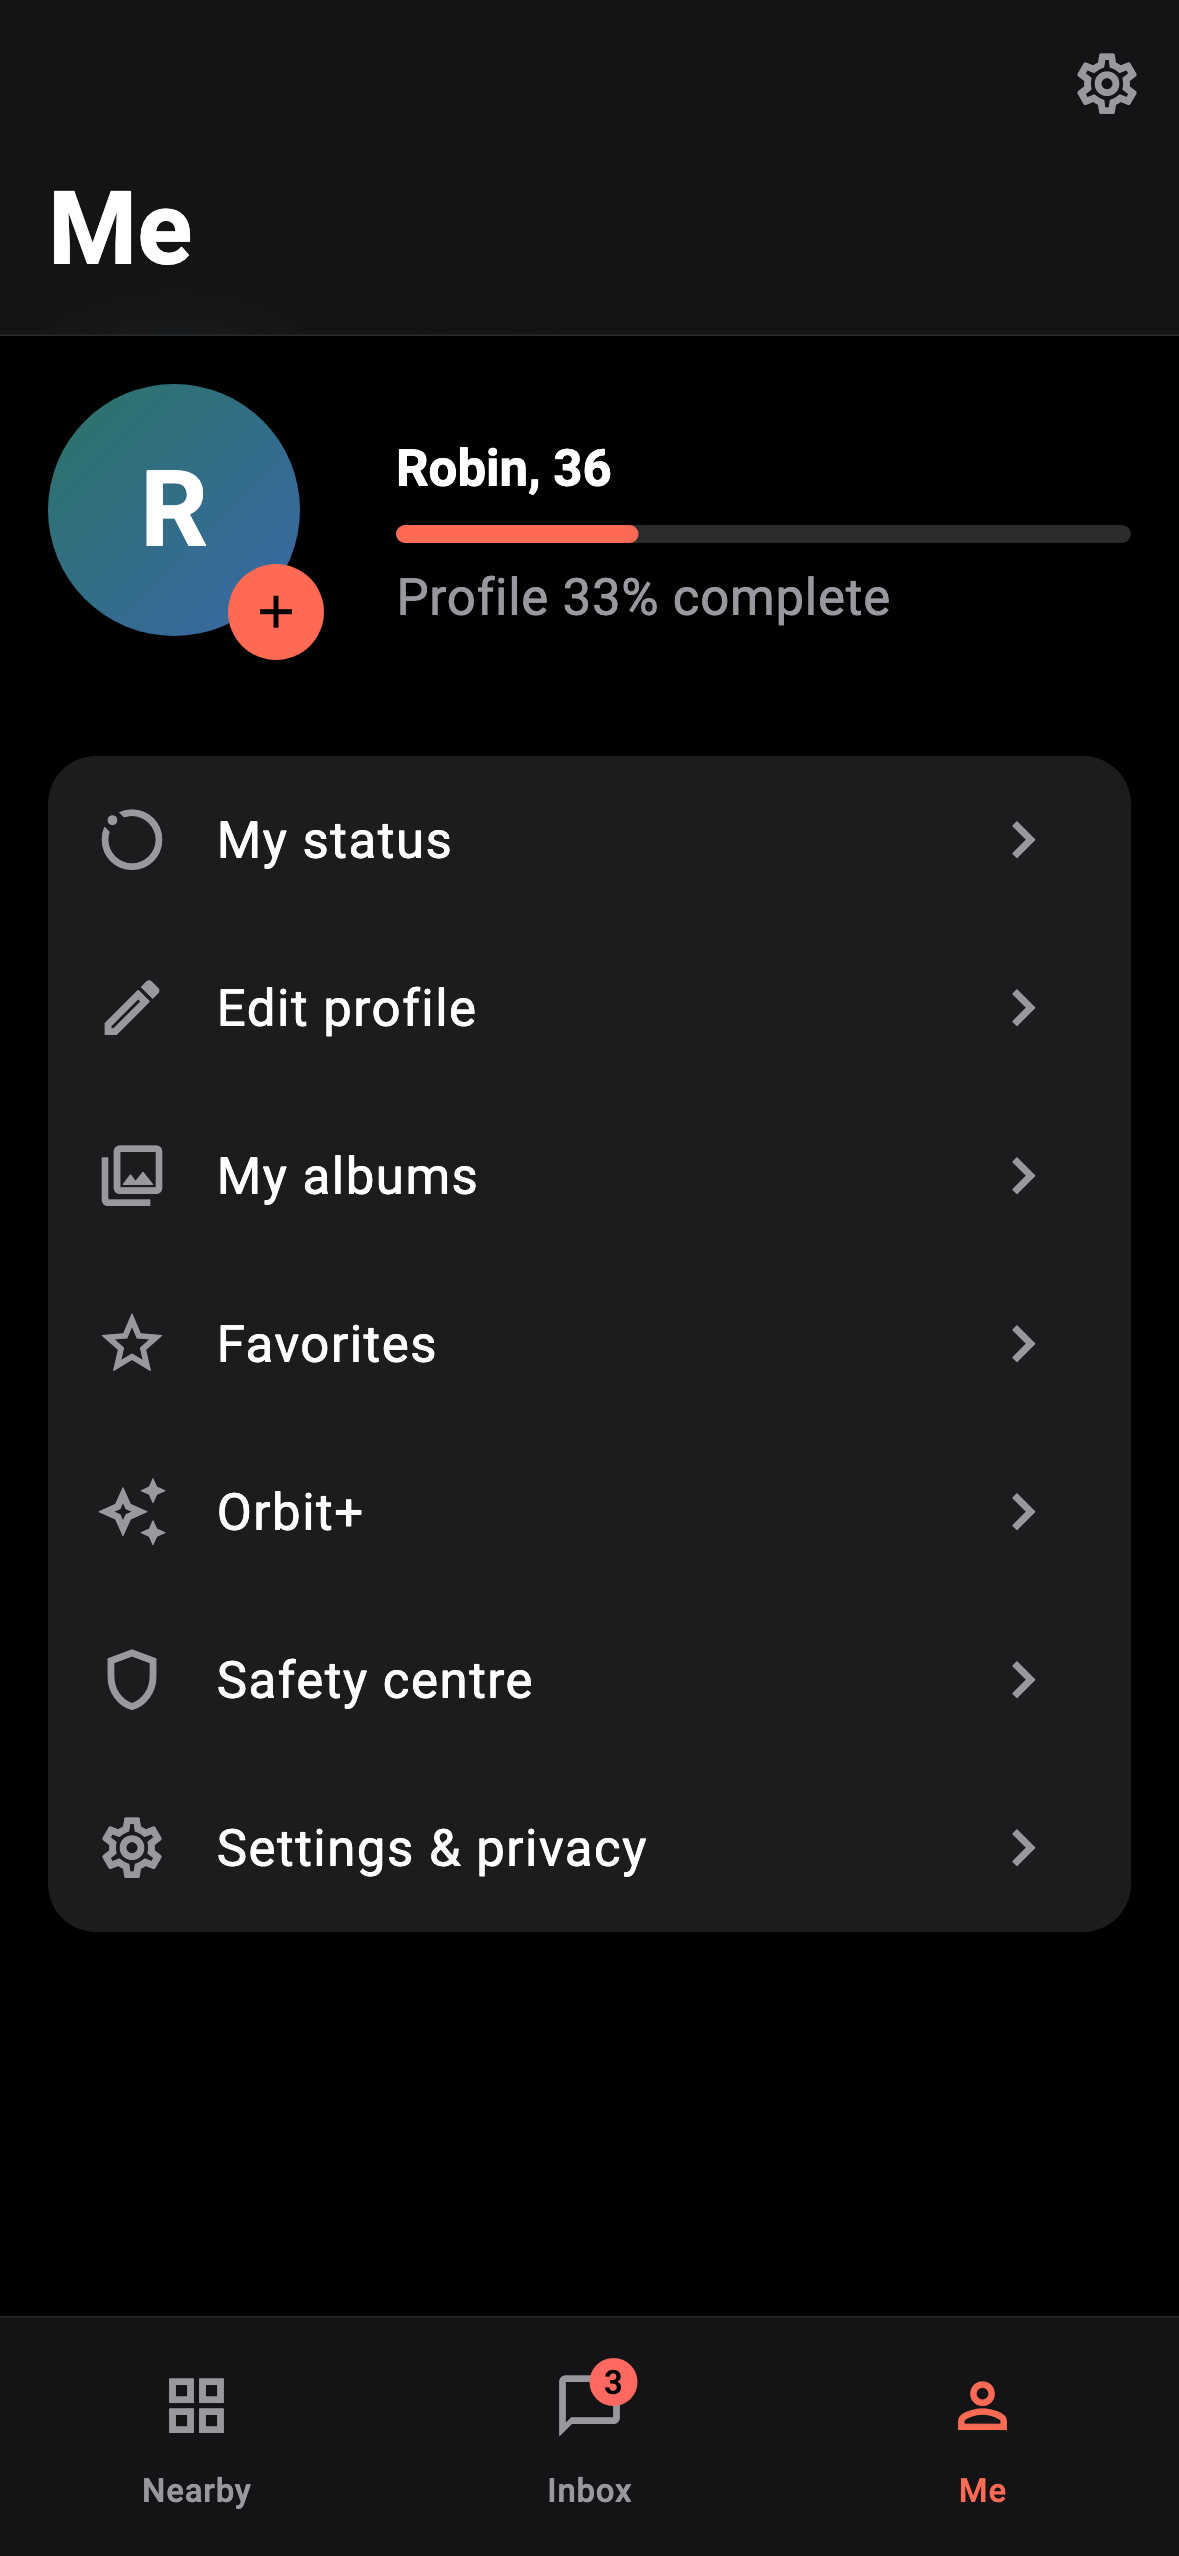 Me
R
Robin, 36
Profile 33% complete
My status
Edit profile
My albums
Favorites
Orbit+
Safety centre
Settings & privacy
3
Nearby
Inbox
Me